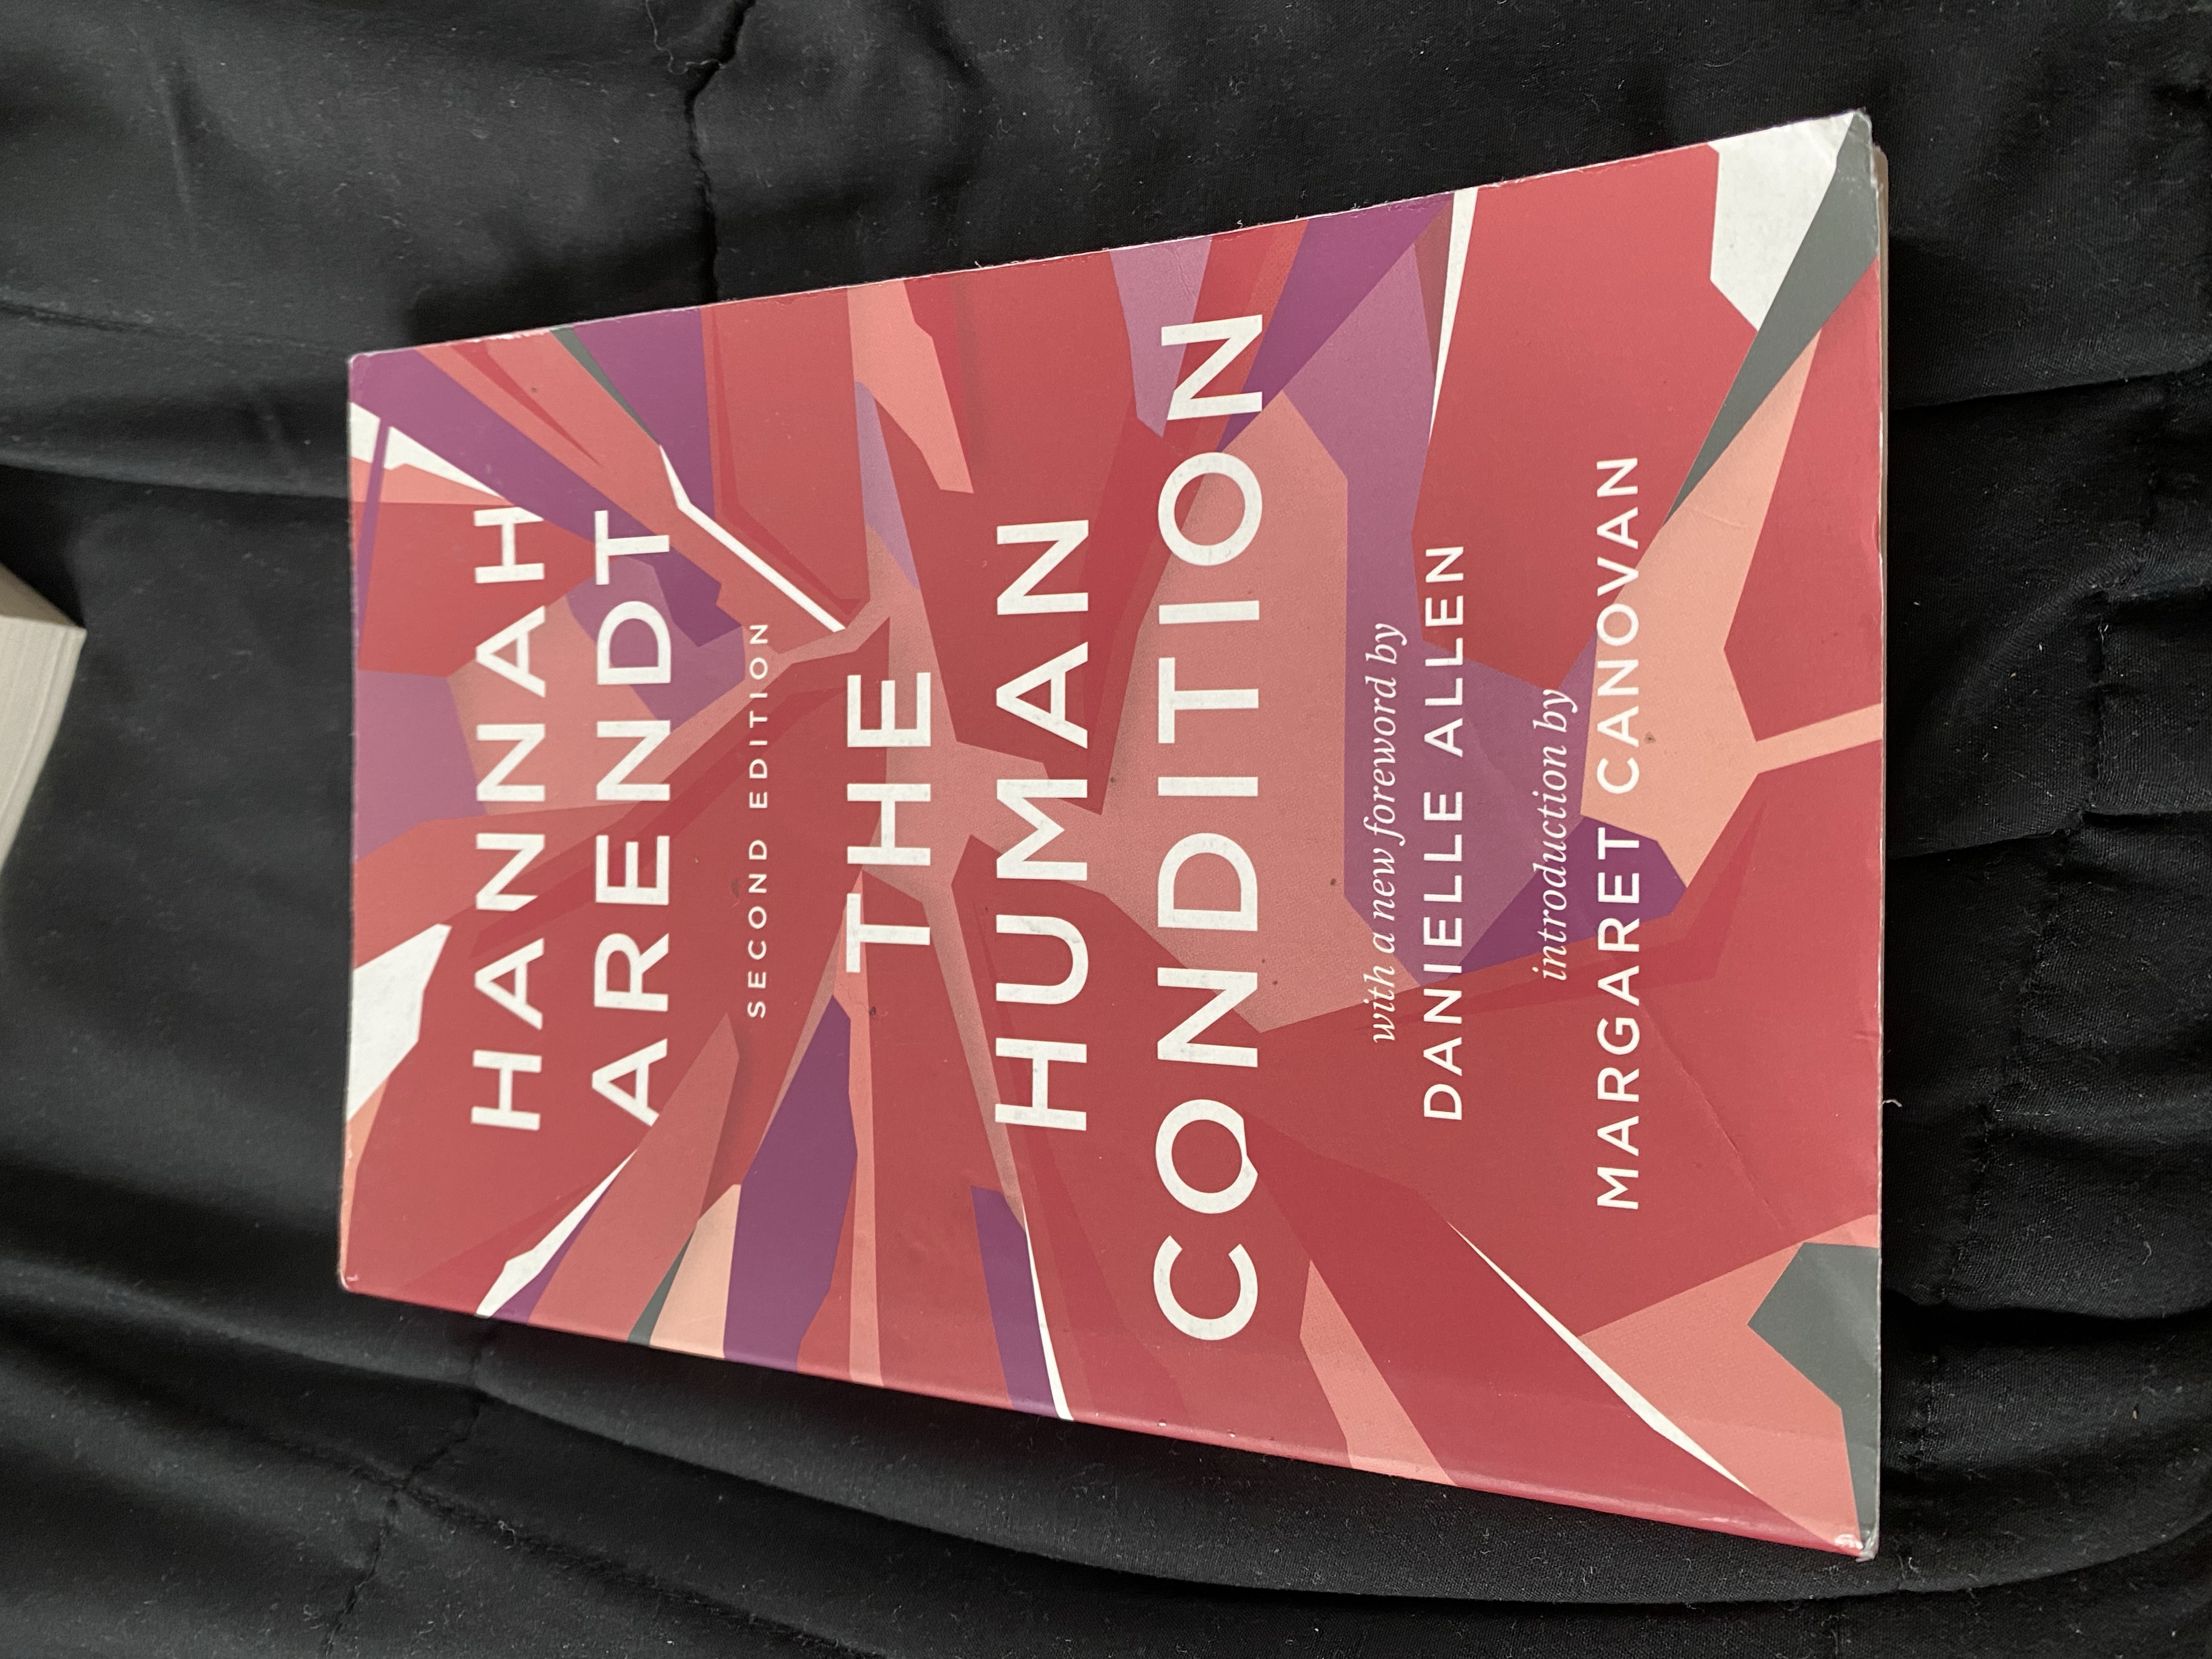 HANNAH
ARENDT
SECOND EDITION
THE
HUMAN
CONDITION
with a new foreword by
DANIELLE ALLEN
introduction by
MARGARET CANOVAN